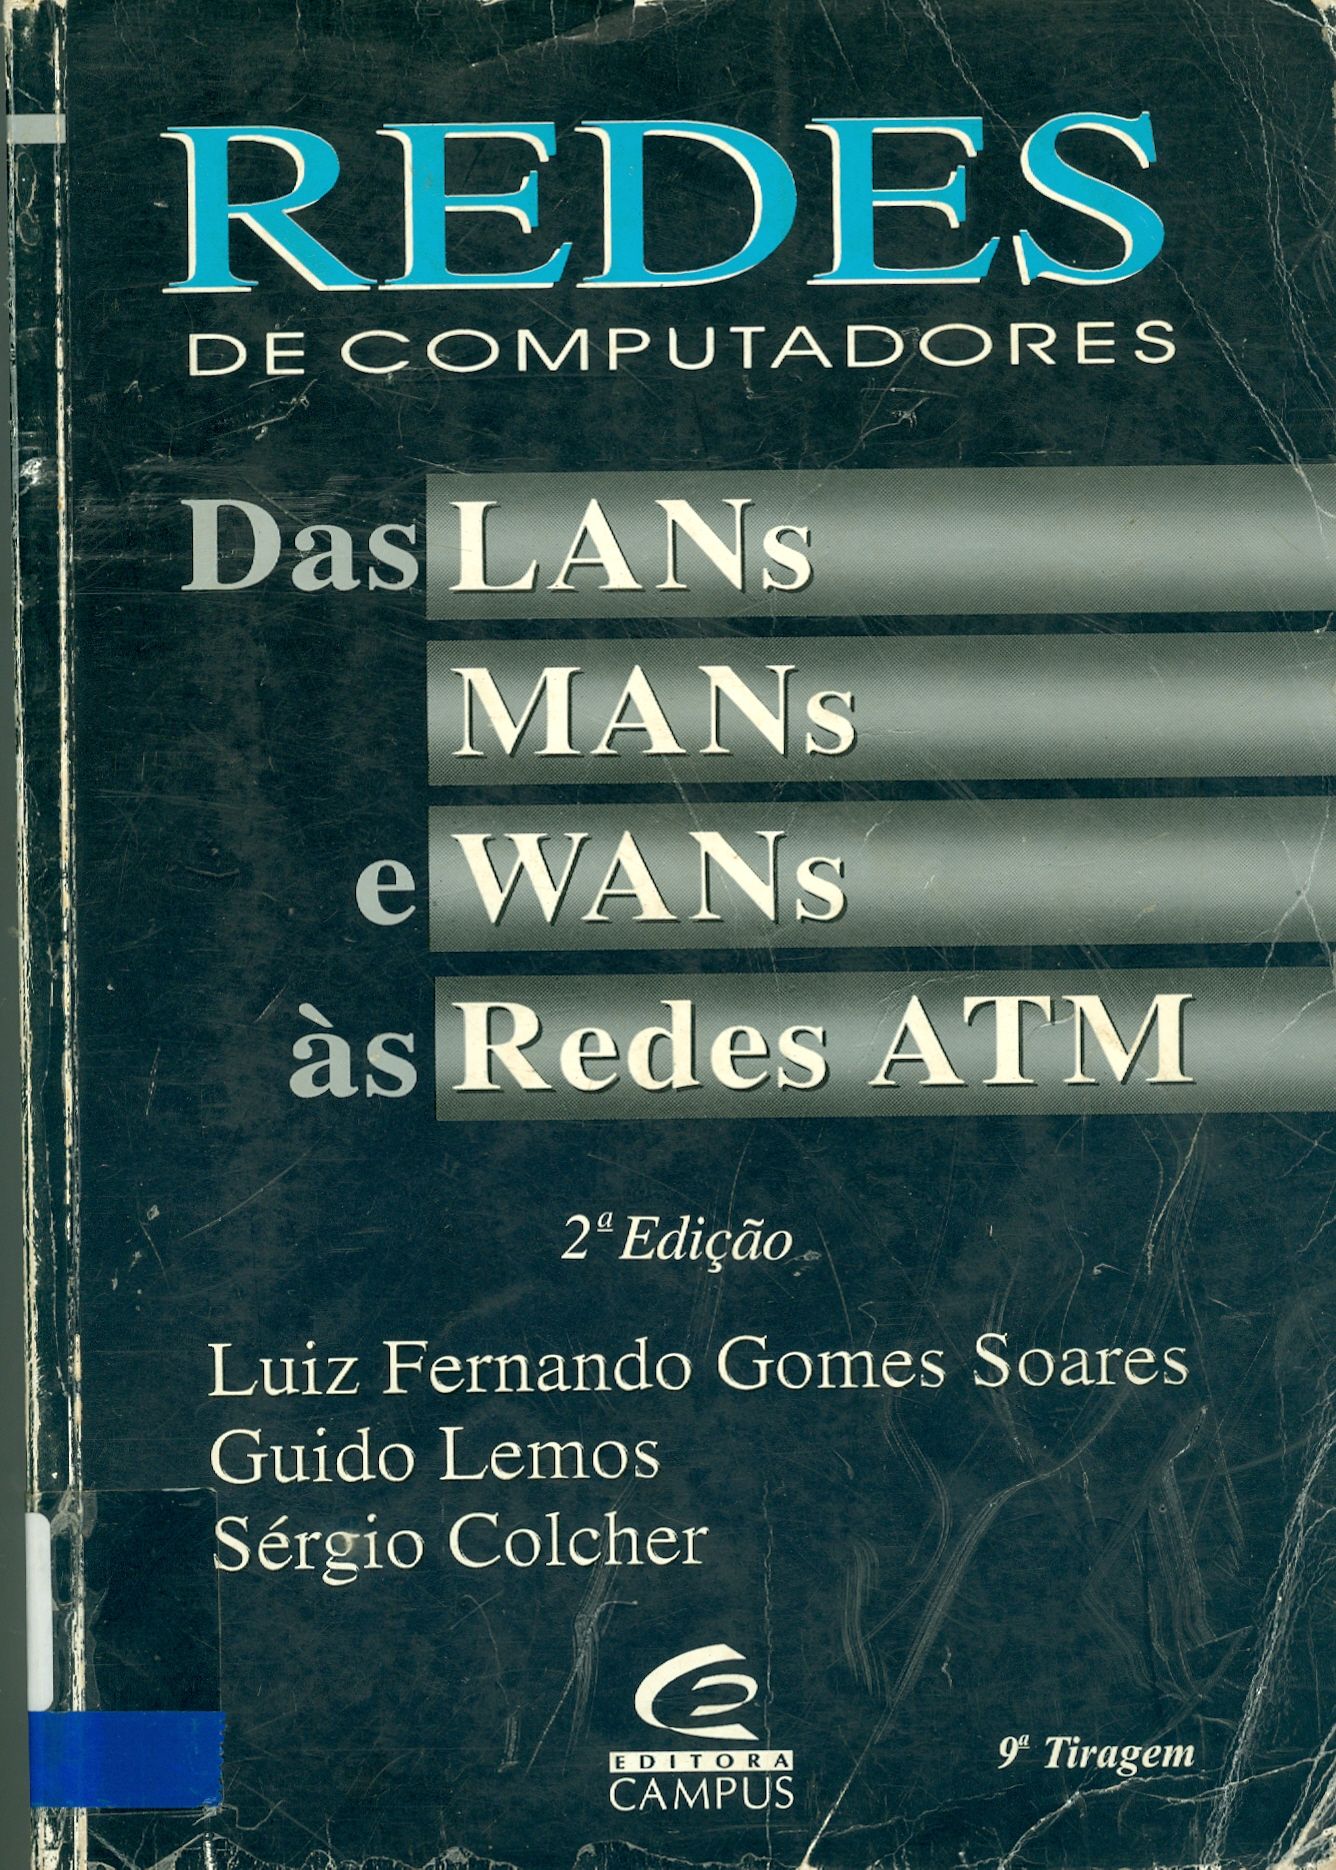 REDES
DE COMPUTADORES
Das LANs
MANs
e WANs
às Redes ATM
2ª Edição
Luiz Fernando Gomes Soares
Guido Lemos
Sérgio Colcher
EDITORA
CAMPUS
9ª Tiragem